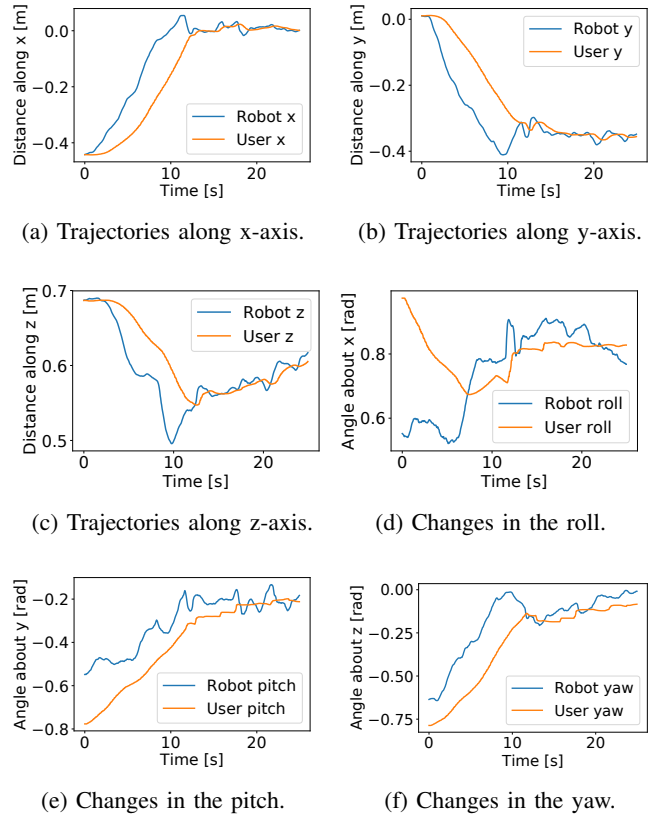 Distance along x [m]
0.0
−0.2
−0.4
Robot x
User x
0
10
20
Time [s]
(a) Trajectories along x-axis.
Distance along y [m]
0.0
−0.2
−0.4
Robot y
User y
0
10
20
Time [s]
(b) Trajectories along y-axis.
Distance along z [m]
0.7
0.6
0.5
Robot z
User z
0
10
20
Time [s]
(c) Trajectories along z-axis.
Angle about x [rad]
0.8
0.6
Robot roll
User roll
0
10
20
Time [s]
(d) Changes in the roll.
Angle about y [rad]
−0.2
−0.4
−0.6
−0.8
Robot pitch
User pitch
0
10
20
Time [s]
(e) Changes in the pitch.
Angle about z [rad]
0.00
−0.25
−0.50
−0.75
Robot yaw
User yaw
0
10
20
Time [s]
(f) Changes in the yaw.